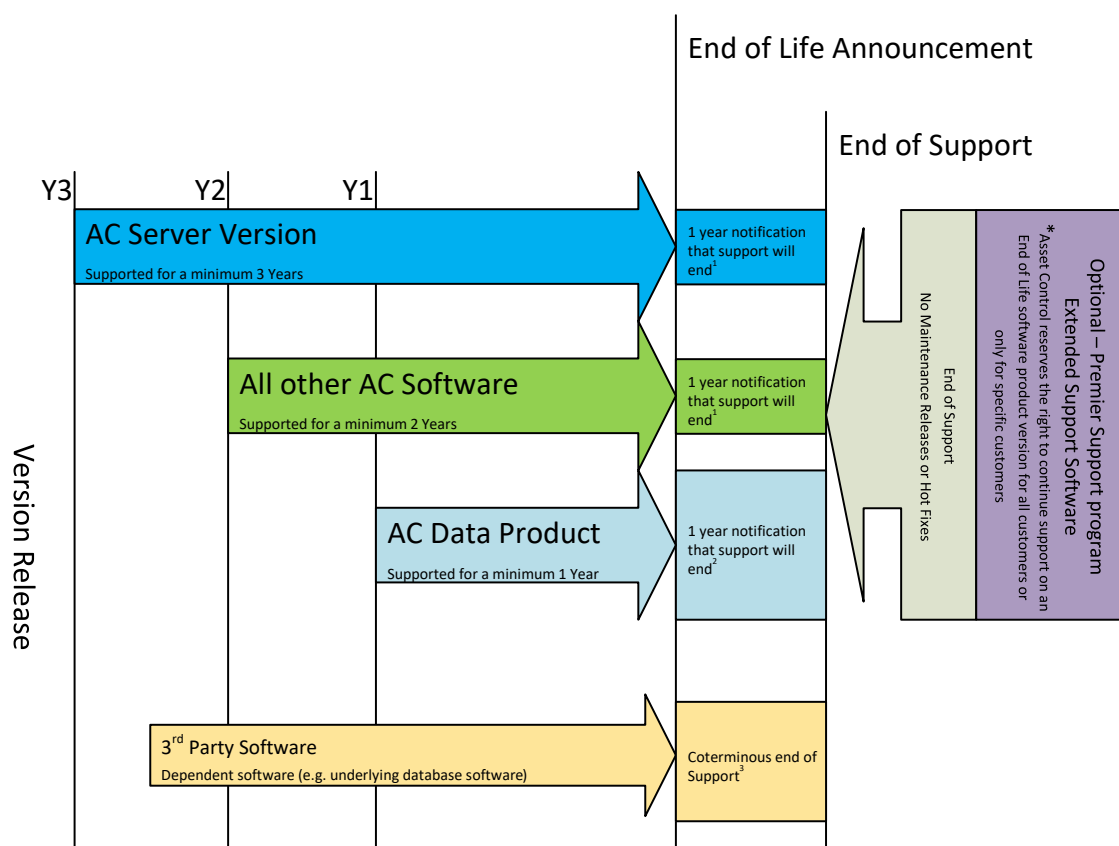 End of Life Announcement
End of Support
Y3
Y2
Y1
AC Server Version
Supported for a minimum 3 Years
1 year notification
that support will
end1
All other AC Software
Supported for a minimum 2 Years
1 year notification
that support will
end1
AC Data Product
Supported for a minimum 1 Year
1 year notification
that support will
end2
3rd Party Software
Dependent software (e.g. underlying database software)
Coterminous end of
Support3
Version Release
End of Support
No Maintenance Releases or Hot Fixes
Optional – Premier Support program
Extended Support Software
*Asset Control reserves the right to continue support on an
End of Life software product version for all customers or
only for specific customers